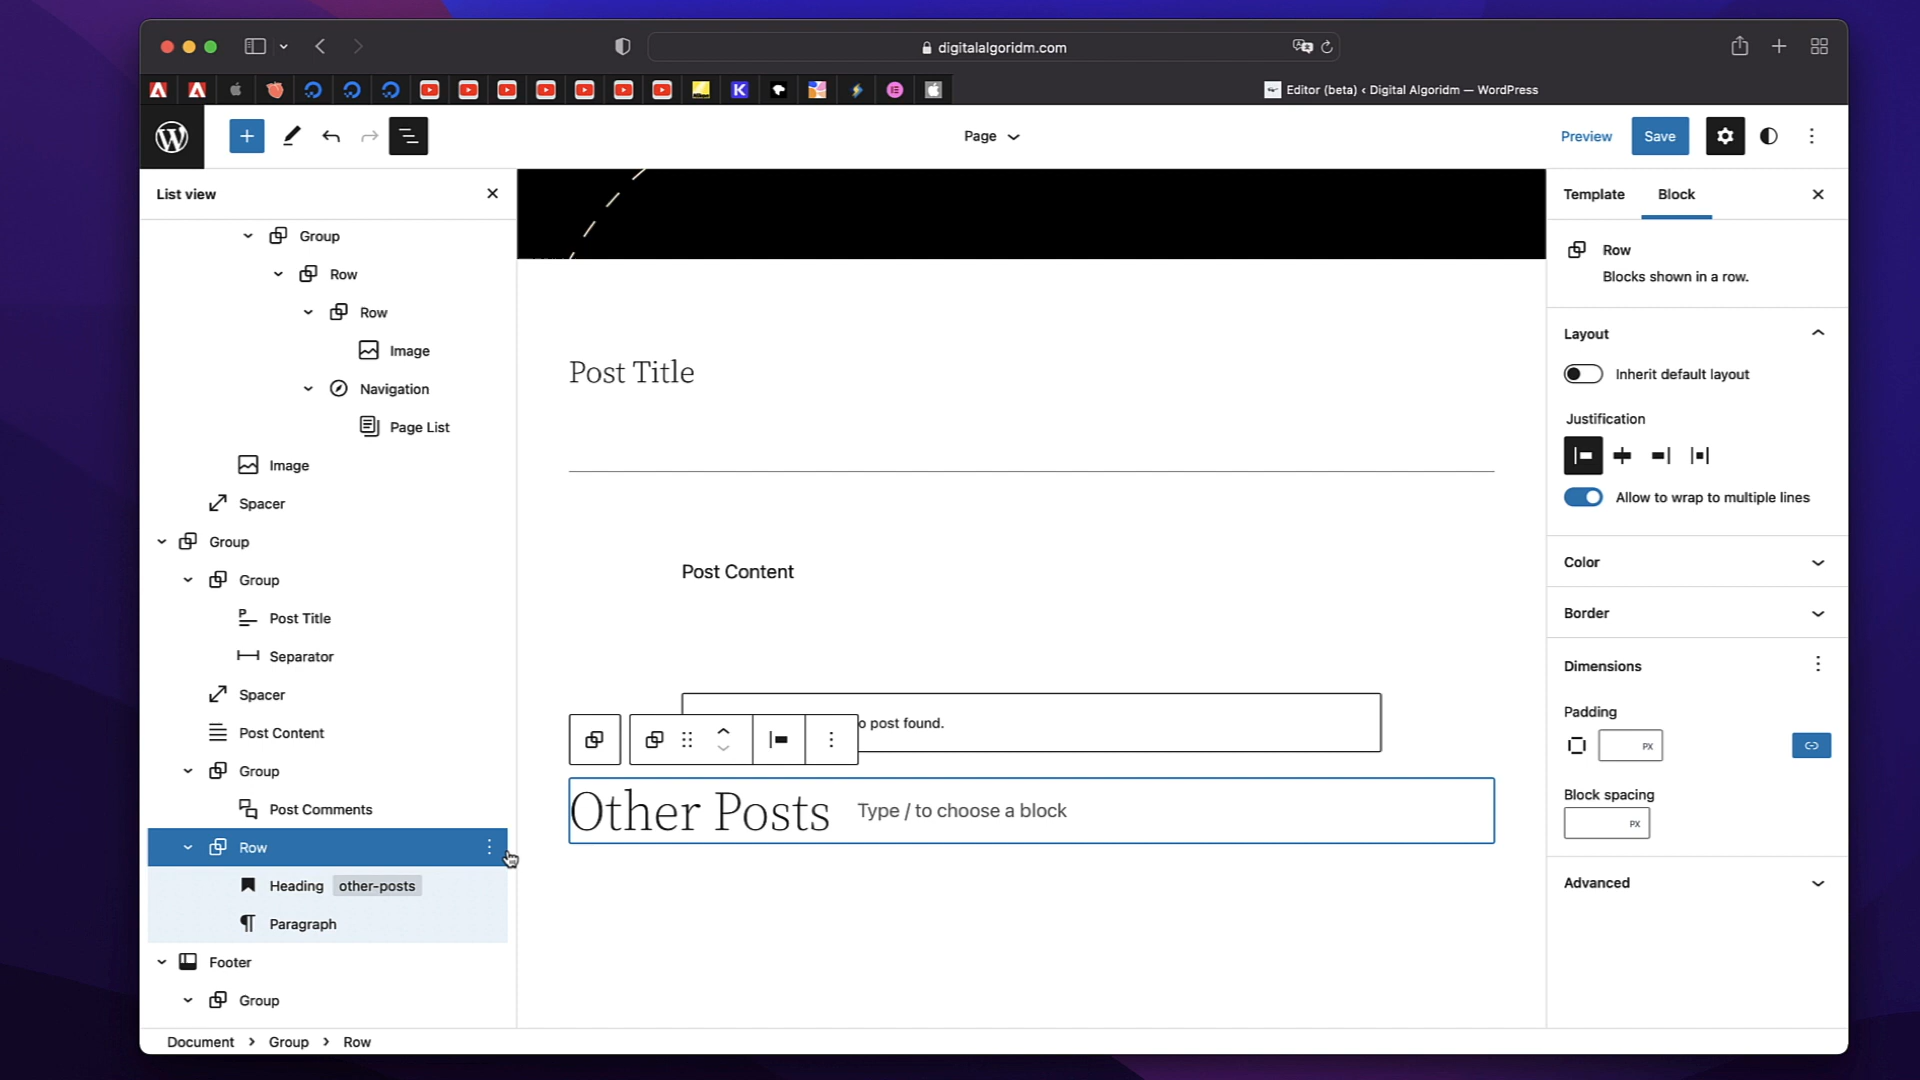 digitalalgoridm.com
Editor (beta) ‹ Digital Algoridm — WordPress
Page
Preview
Save
List view
Group
Row
Row
Image
Navigation
Page List
Image
Spacer
Group
Group
Post Title
Separator
Spacer
Post Content
Group
Post Comments
Row
Heading other-posts
Paragraph
Footer
Group
Document > Group > Row
Post Title
Post Content
o post found.
Other Posts Type / to choose a block
Template
Block
Row
Blocks shown in a row.
Layout
Inherit default layout
Justification
Allow to wrap to multiple lines
Color
Border
Dimensions
Padding
PX
Block spacing
PX
Advanced